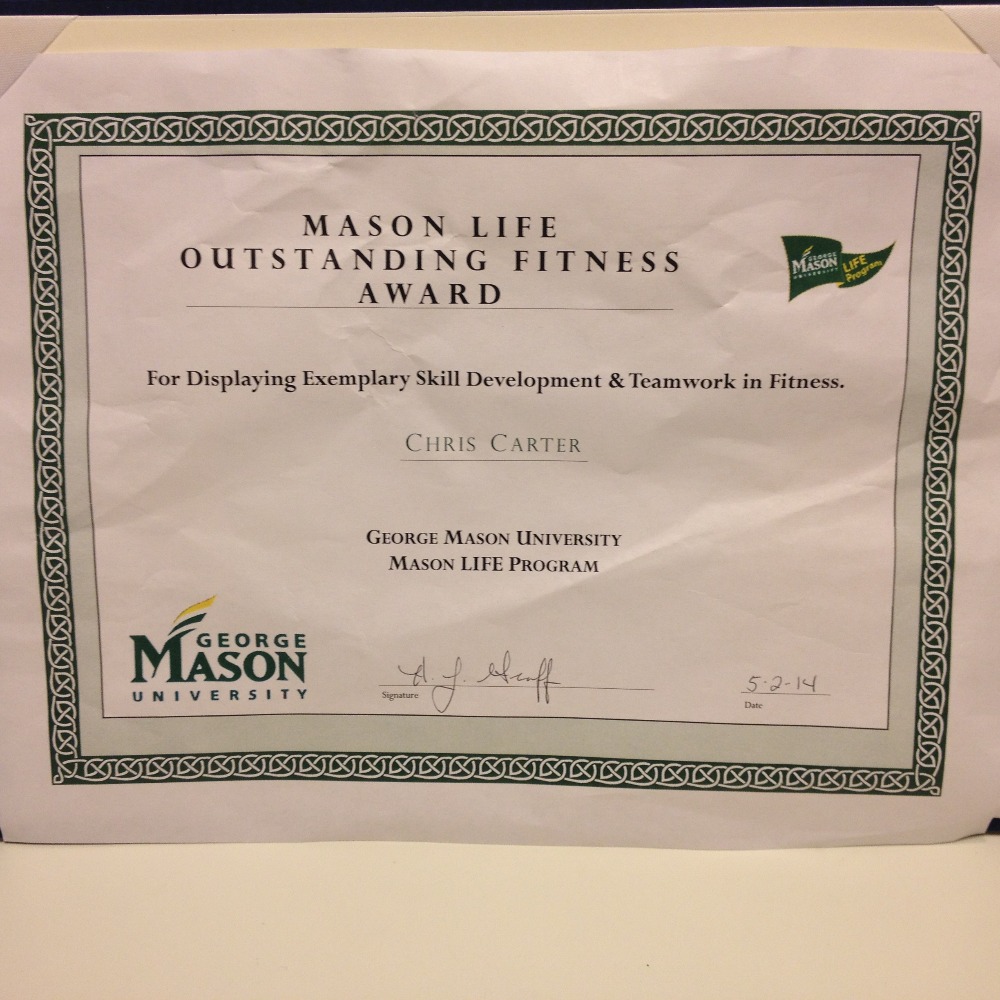 MASON LIFE
OUTSTANDING FITNESS
AWARD
GEORGE
MASON
UNIVERSITY
LIFE
Program
For Displaying Exemplary Skill Development & Teamwork in Fitness.
CHRIS CARTER
GEORGE MASON UNIVERSITY
MASON LIFE PROGRAM
GEORGE
MASON
UNIVERSITY
Signature
5-2-14
Date